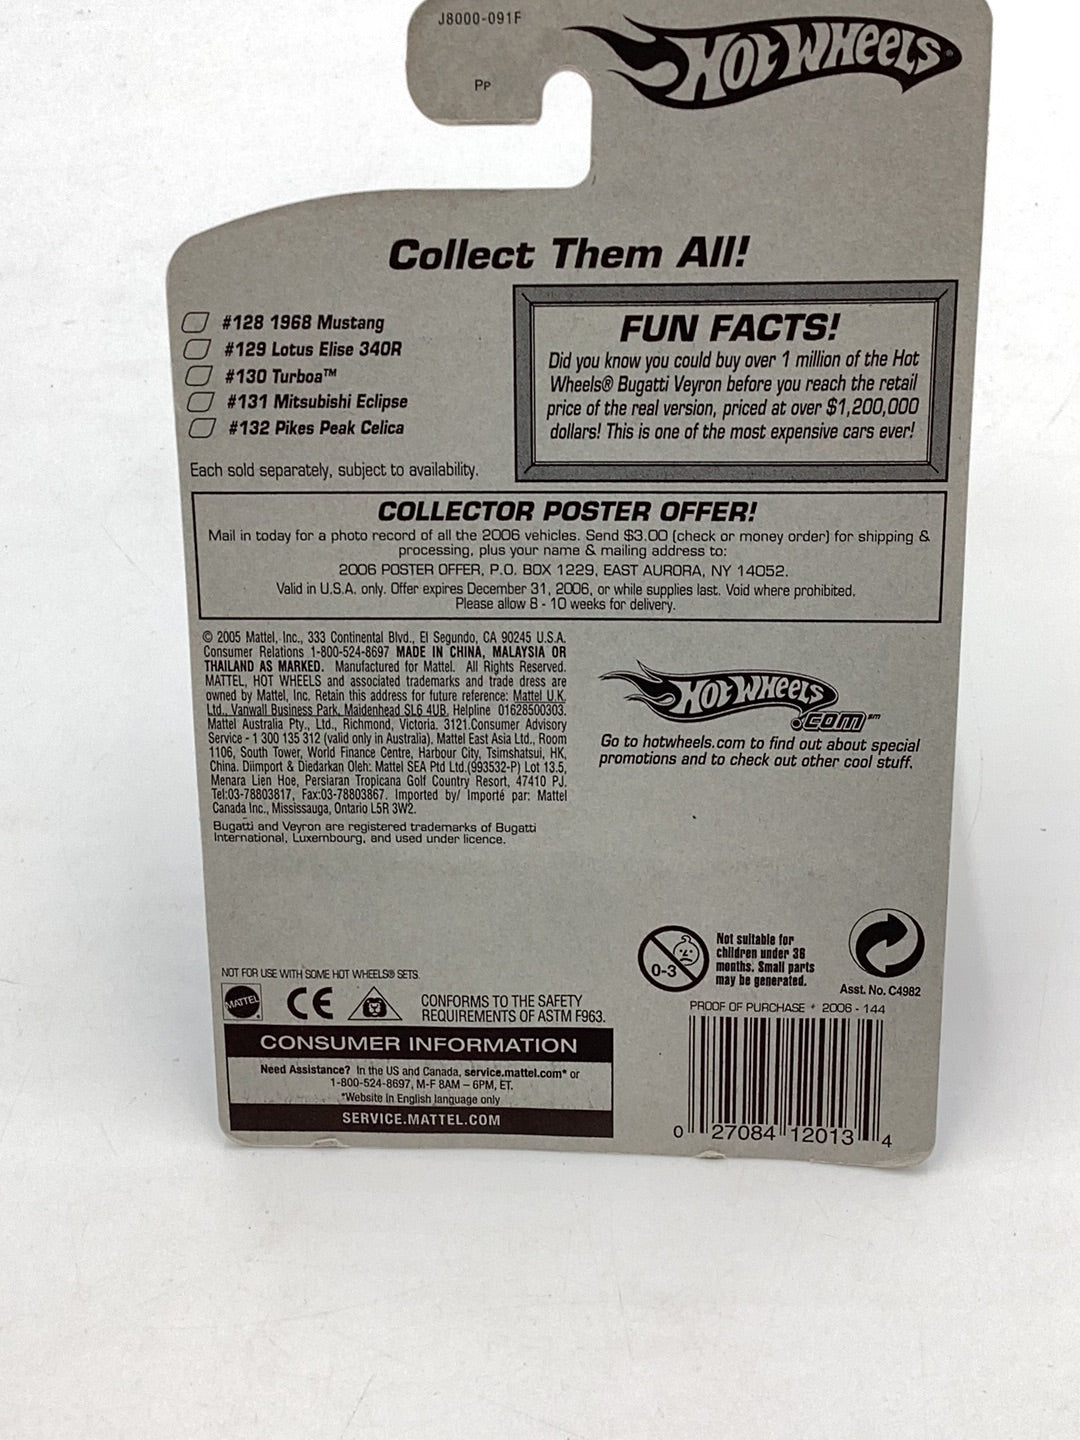 J8000-091F
PP
HOT WHEELS
Collect Them All!
#128 1968 Mustang
#129 Lotus Elise 340R
#130 Turboa™
#131 Mitsubishi Eclipse
#132 Pikes Peak Celica
Each sold separately, subject to availability.
FUN FACTS!
Did you know you could buy over 1 million of the Hot
Wheels® Bugatti Veyron before you reach the retail
price of the real version, priced at over $1,200,000
dollars! This is one of the most expensive cars ever!
COLLECTOR POSTER OFFER!
Mail in today for a photo record of all the 2006 vehicles. Send $3.00 (check or money order) for shipping &
processing, plus your name & mailing address to:
2006 POSTER OFFER, P.O. BOX 1229, EAST AURORA, NY 14052.
Valid in U.S.A. only. Offer expires December 31, 2006, or while supplies last. Void where prohibited.
Please allow 8 - 10 weeks for delivery.
© 2005 Mattel, Inc., 333 Continental Blvd., El Segundo, CA 90245 U.S.A.
Consumer Relations 1-800-524-8697 MADE IN CHINA, MALAYSIA OR
THAILAND AS MARKED. Manufactured for Mattel. All Rights Reserved.
MATTEL, HOT WHEELS and associated trademarks and trade dress are
owned by Mattel, Inc. Retain this address for future reference: Mattel U.K.
Ltd., Vanwall Business Park, Maidenhead SL6 4UB. Helpline 01628500303.
Mattel Australia Pty., Ltd., Richmond, Victoria. 3121.Consumer Advisory
Service - 1 300 135 312 (valid only in Australia). Mattel East Asia Ltd., Room
1106, South Tower, World Finance Centre, Harbour City, Tsimshatsui, HK,
China. Diimport & Diedarkan Oleh: Mattel SEA Ptd Ltd.(993532-P) Lot 13.5,
Menara Lien Hoe, Persiaran Tropicana Golf Country Resort, 47410 PJ.
Tel:03-78803817, Fax:03-78803867. Imported by/ Importé par: Mattel
Canada Inc., Mississauga, Ontario L5R 3W2.
Bugatti and Veyron are registered trademarks of Bugatti
International, Luxembourg, and used under licence.
HOT WHEELS
.COM℠
Go to hotwheels.com to find out about special
promotions and to check out other cool stuff.
0-3
Not suitable for
children under 36
months. Small parts
may be generated.
Asst. No. C4982
PROOF OF PURCHASE * 2006 - 144
0 27084 12013 4
NOT FOR USE WITH SOME HOT WHEELS® SETS.
MATTEL
CE
CONFORMS TO THE SAFETY
REQUIREMENTS OF ASTM F963.
CONSUMER INFORMATION
Need Assistance? In the US and Canada, service.mattel.com* or
1-800-524-8697, M-F 8AM – 6PM, ET.
*Website in English language only
SERVICE.MATTEL.COM